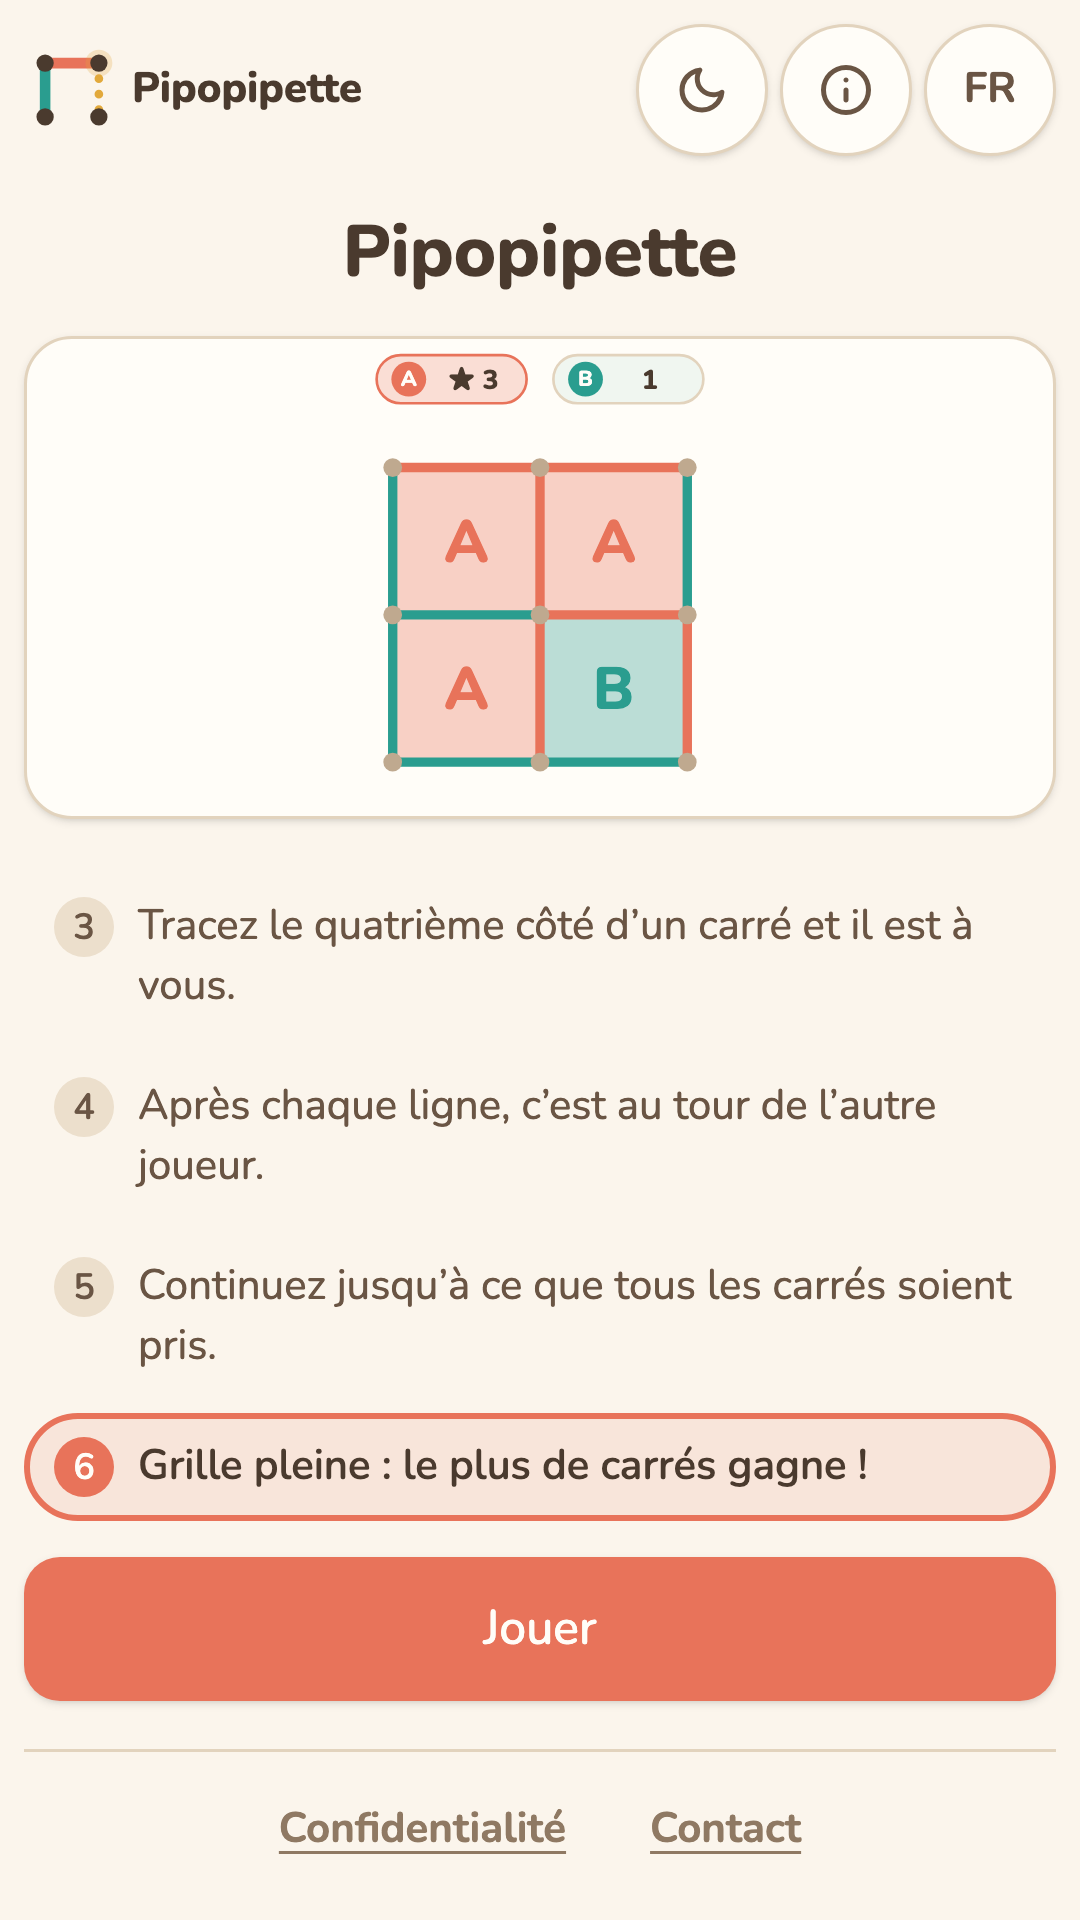 Pipopipette
FR
Pipopipette
A ★ 3
B 1
A A
A B
3 Tracez le quatrième côté d’un carré et il est à
vous.
4 Après chaque ligne, c’est au tour de l’autre
joueur.
5 Continuez jusqu’à ce que tous les carrés soient
pris.
6 Grille pleine : le plus de carrés gagne !
Jouer
Confidentialité Contact